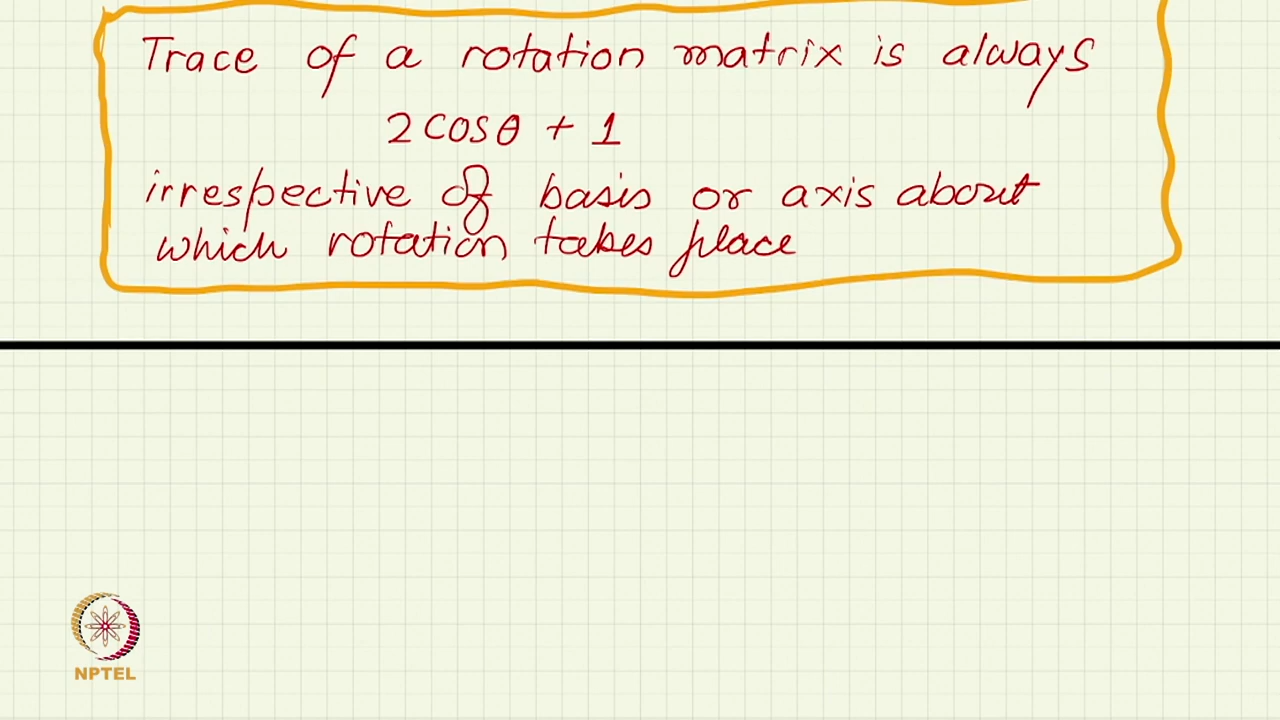 Trace of a rotation matrix is always
2cosθ + 1
irrespective of basis or axis about
which rotation takes place
NPTEL